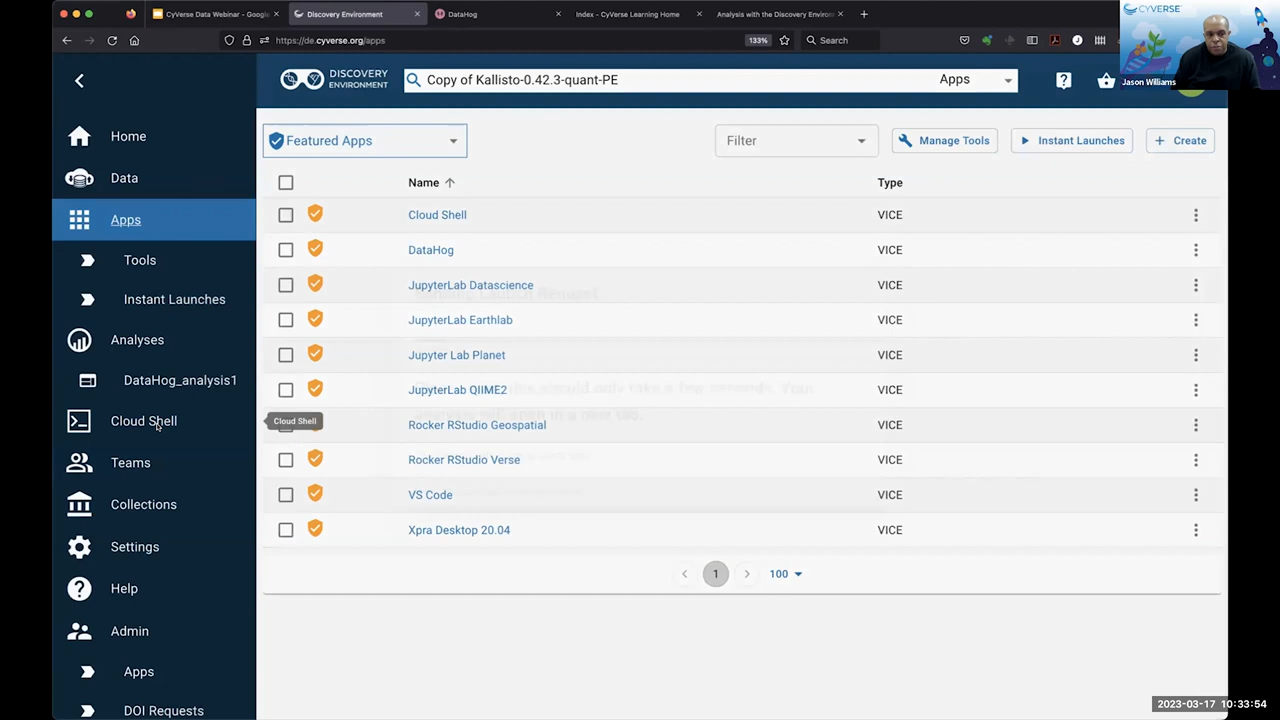 CyVerse Data Webinar - Google
Discovery Environment
DataHog
Index - CyVerse Learning Home
Analysis with the Discovery Environm
https://de.cyverse.org/apps
133%
Search
CYVERSE
Jason Williams
DISCOVERY
ENVIRONMENT
Copy of Kallisto-0.42.3-quant-PE
Apps
Home
Data
Apps
Tools
Instant Launches
Analyses
DataHog_analysis1
Cloud Shell
Cloud Shell
Teams
Collections
Settings
Help
Admin
Apps
DOI Requests
Featured Apps
Filter
Manage Tools
Instant Launches
Create
Name
Type
Cloud Shell
VICE
DataHog
VICE
JupyterLab Datascience
VICE
JupyterLab Earthlab
VICE
Jupyter Lab Planet
VICE
JupyterLab QIIME2
VICE
Rocker RStudio Geospatial
VICE
Rocker RStudio Verse
VICE
VS Code
VICE
Xpra Desktop 20.04
VICE
1
100
2023-03-17 10:33:54